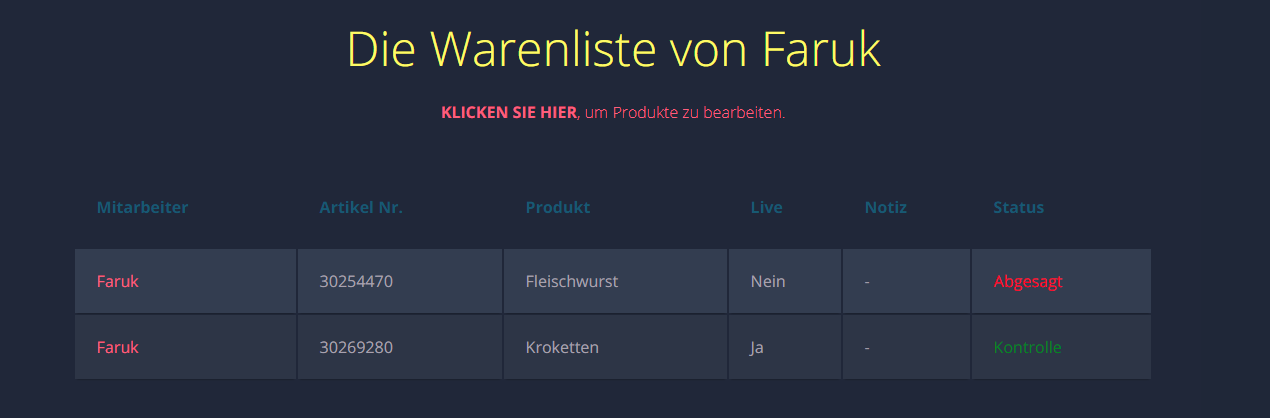 Die Warenliste von Faruk
KLICKEN SIE HIER, um Produkte zu bearbeiten.
Mitarbeiter Artikel Nr. Produkt Live Notiz Status
Faruk 30254470 Fleischwurst Nein - Abgesagt
Faruk 30269280 Kroketten Ja - Kontrolle